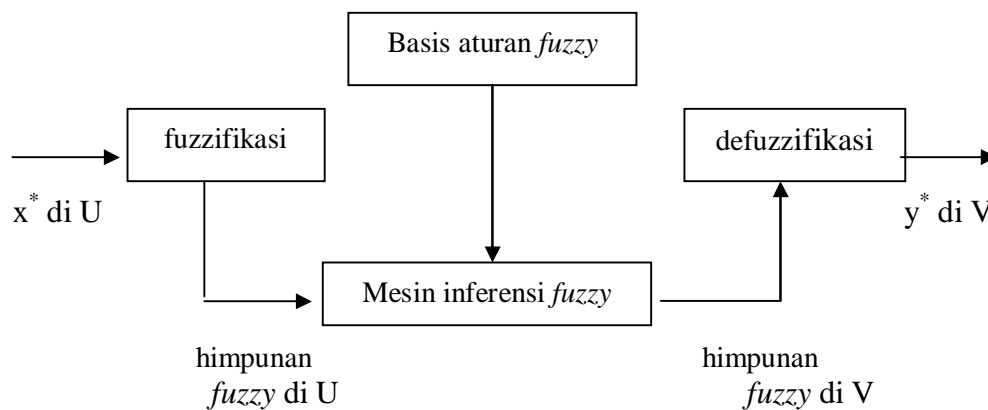 Basis aturan fuzzy
fuzzifikasi
defuzzifikasi
x* di U
y* di V
Mesin inferensi fuzzy
himpunan
fuzzy di U
himpunan
fuzzy di V